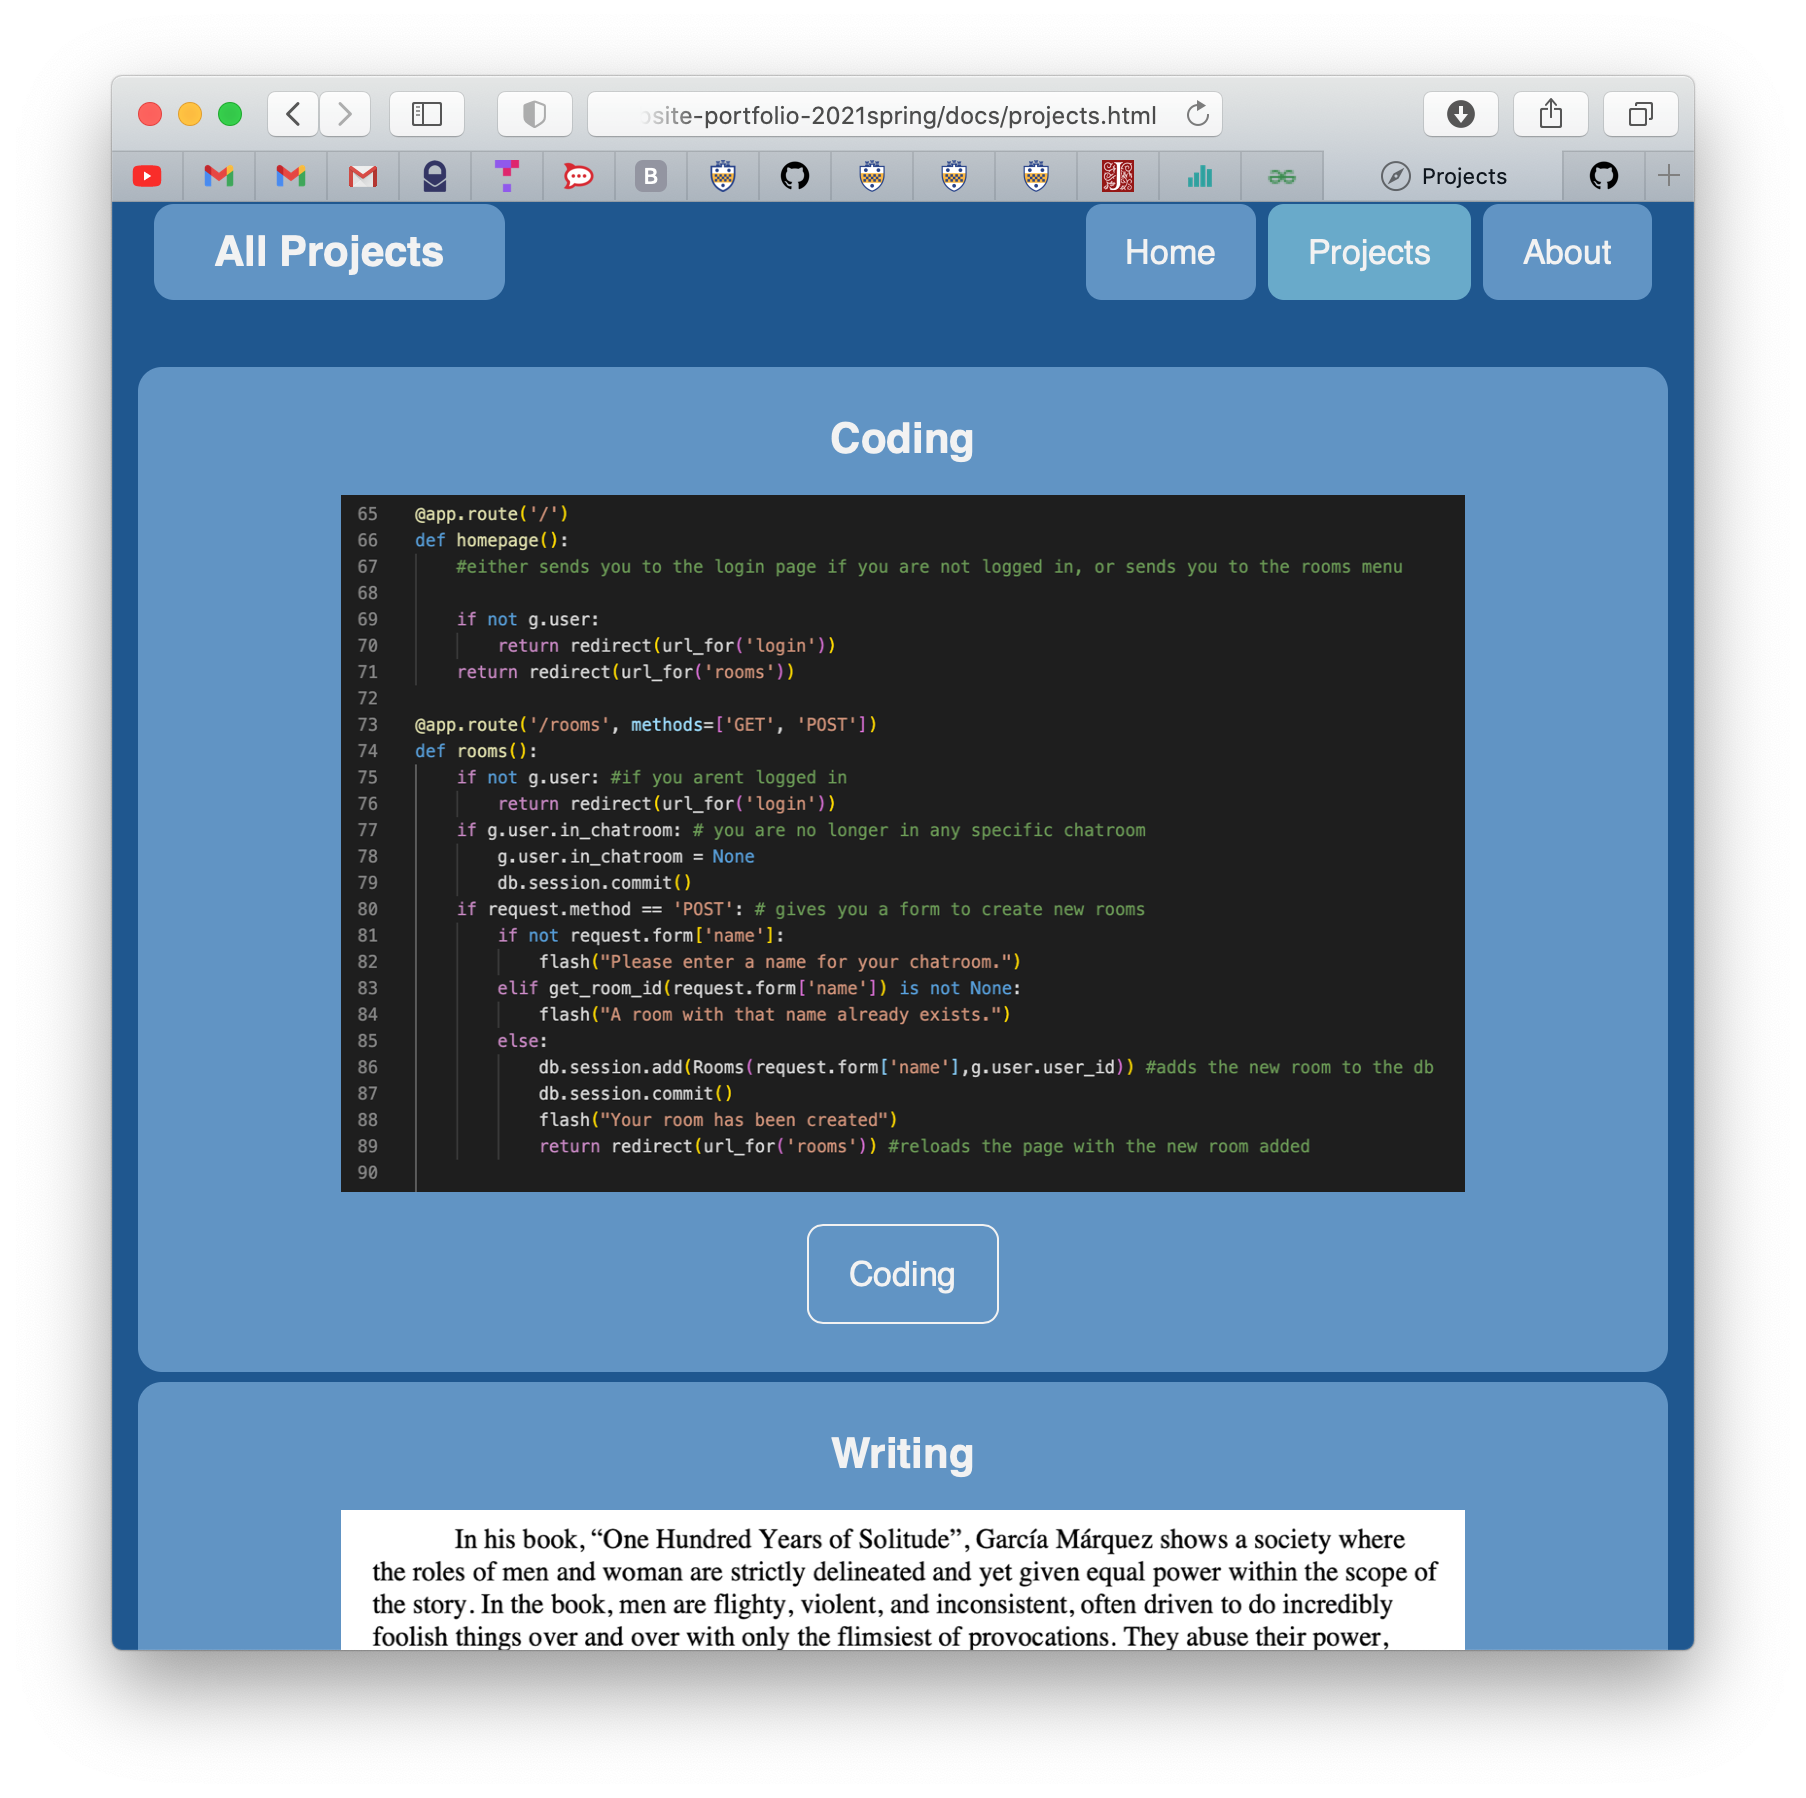 osite-portfolio-2021spring/docs/projects.html
B
Projects
All Projects
Home
Projects
About
Coding
65 @app.route('/')
66 def homepage():
67 #either sends you to the login page if you are not logged in, or sends you to the rooms menu
68
69 if not g.user:
70 return redirect(url_for('login'))
71 return redirect(url_for('rooms'))
72
73 @app.route('/rooms', methods=['GET', 'POST'])
74 def rooms():
75 if not g.user: #if you arent logged in
76 return redirect(url_for('login'))
77 if g.user.in_chatroom: # you are no longer in any specific chatroom
78 g.user.in_chatroom = None
79 db.session.commit()
80 if request.method == 'POST': # gives you a form to create new rooms
81 if not request.form['name']:
82 flash("Please enter a name for your chatroom.")
83 elif get_room_id(request.form['name']) is not None:
84 flash("A room with that name already exists.")
85 else:
86 db.session.add(Rooms(request.form['name'],g.user.user_id)) #adds the new room to the db
87 db.session.commit()
88 flash("Your room has been created")
89 return redirect(url_for('rooms')) #reloads the page with the new room added
90
Coding
Writing
In his book, “One Hundred Years of Solitude”, García Márquez shows a society where
the roles of men and woman are strictly delineated and yet given equal power within the scope of
the story. In the book, men are flighty, violent, and inconsistent, often driven to do incredibly
foolish things over and over with only the flimsiest of provocations. They abuse their power,